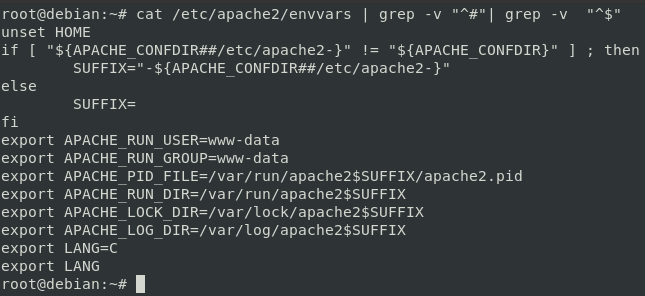 root@debian:~# cat /etc/apache2/envvars | grep -v "^#"| grep -v  "^$"
unset HOME
if [ "${APACHE_CONFDIR##/etc/apache2-}" != "${APACHE_CONFDIR}" ] ; then
        SUFFIX="-${APACHE_CONFDIR##/etc/apache2-}"
else
        SUFFIX=
fi
export APACHE_RUN_USER=www-data
export APACHE_RUN_GROUP=www-data
export APACHE_PID_FILE=/var/run/apache2$SUFFIX/apache2.pid
export APACHE_RUN_DIR=/var/run/apache2$SUFFIX
export APACHE_LOCK_DIR=/var/lock/apache2$SUFFIX
export APACHE_LOG_DIR=/var/log/apache2$SUFFIX
export LANG=C
export LANG
root@debian:~#